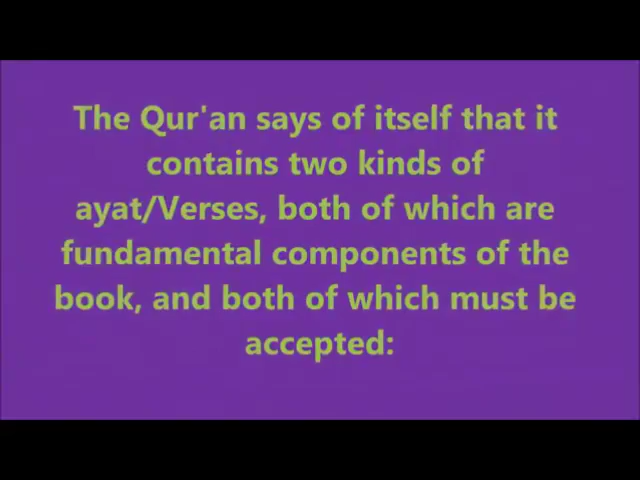 The Qur'an says of itself that it
contains two kinds of
ayat/Verses, both of which are
fundamental components of the
book, and both of which must be
accepted: